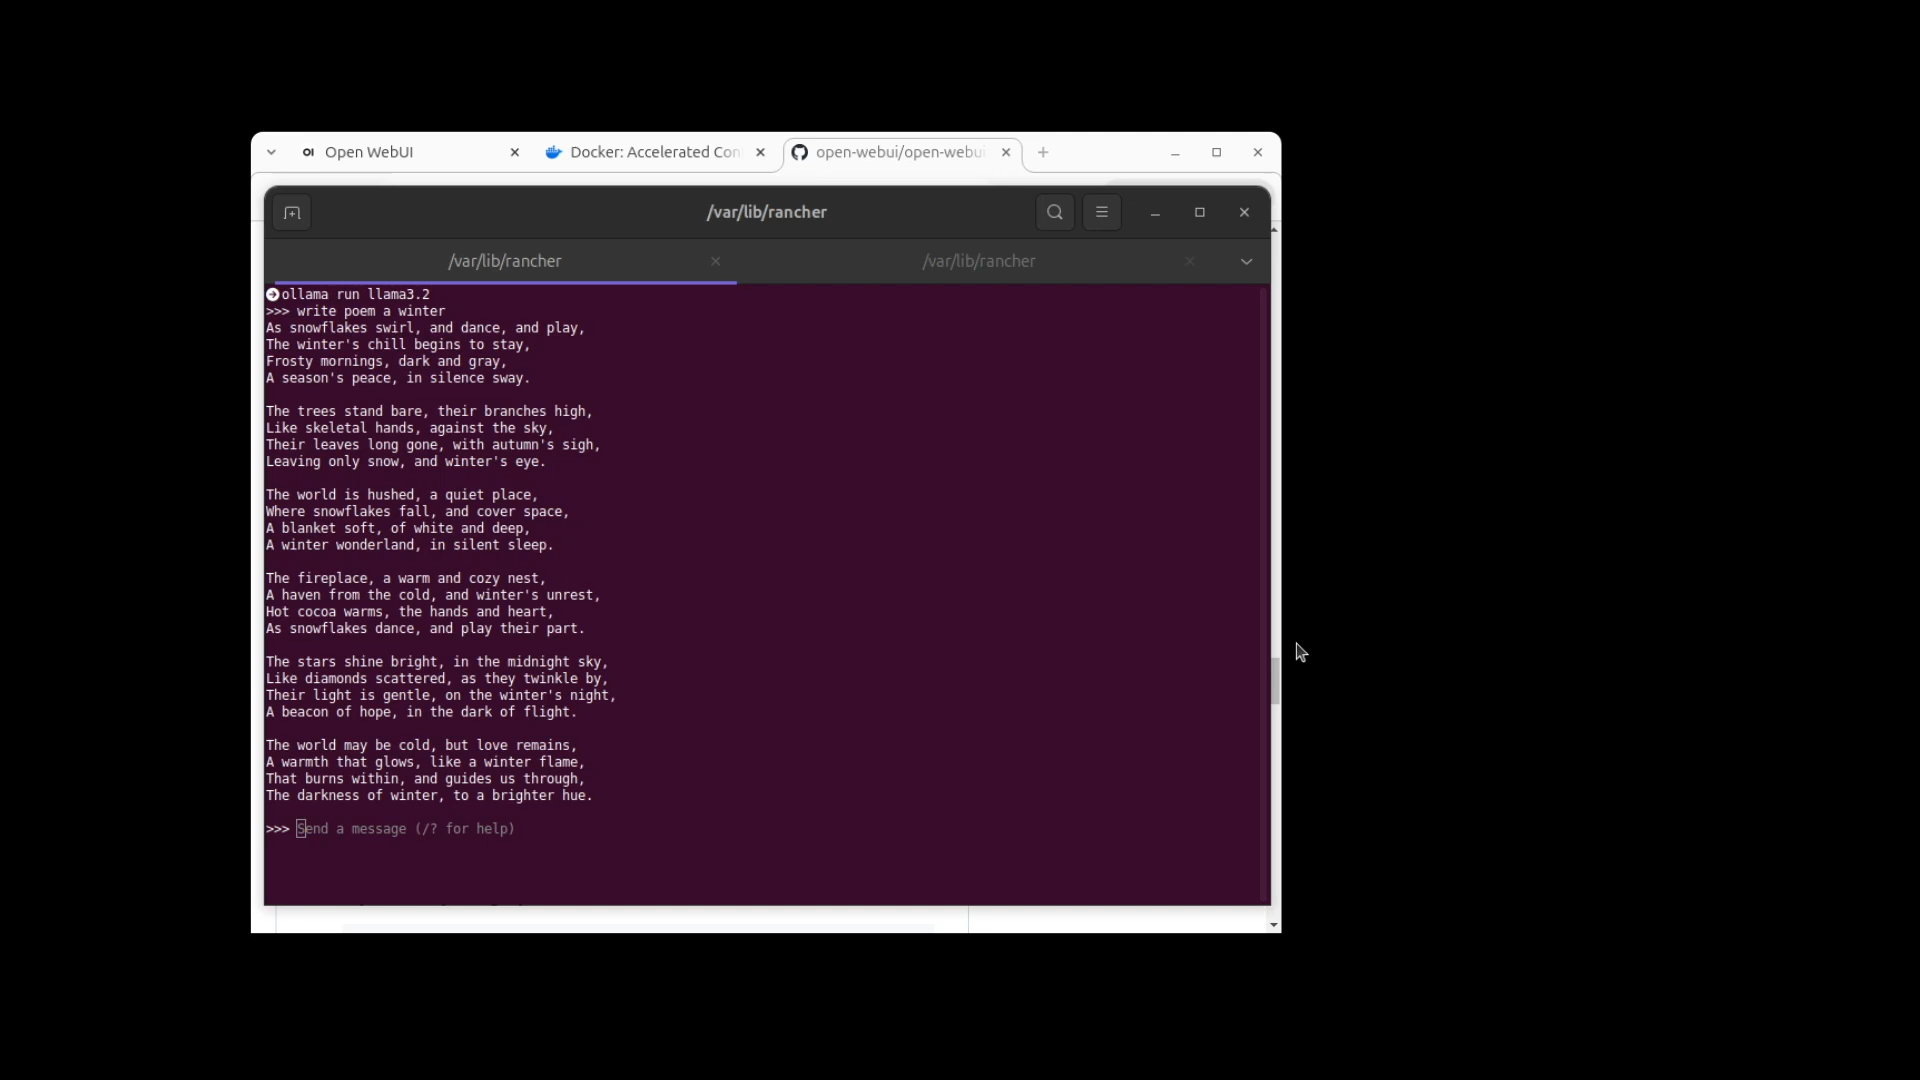 OI Open WebUI
Docker: Accelerated Con
open-webui/open-webui
/var/lib/rancher
/var/lib/rancher
/var/lib/rancher
ollama run llama3.2
>>> write poem a winter
As snowflakes swirl, and dance, and play,
The winter's chill begins to stay,
Frosty mornings, dark and gray,
A season's peace, in silence sway.
The trees stand bare, their branches high,
Like skeletal hands, against the sky,
Their leaves long gone, with autumn's sigh,
Leaving only snow, and winter's eye.
The world is hushed, a quiet place,
Where snowflakes fall, and cover space,
A blanket soft, of white and deep,
A winter wonderland, in silent sleep.
The fireplace, a warm and cozy nest,
A haven from the cold, and winter's unrest,
Hot cocoa warms, the hands and heart,
As snowflakes dance, and play their part.
The stars shine bright, in the midnight sky,
Like diamonds scattered, as they twinkle by,
Their light is gentle, on the winter's night,
A beacon of hope, in the dark of flight.
The world may be cold, but love remains,
A warmth that glows, like a winter flame,
That burns within, and guides us through,
The darkness of winter, to a brighter hue.
>>> Send a message (/? for help)